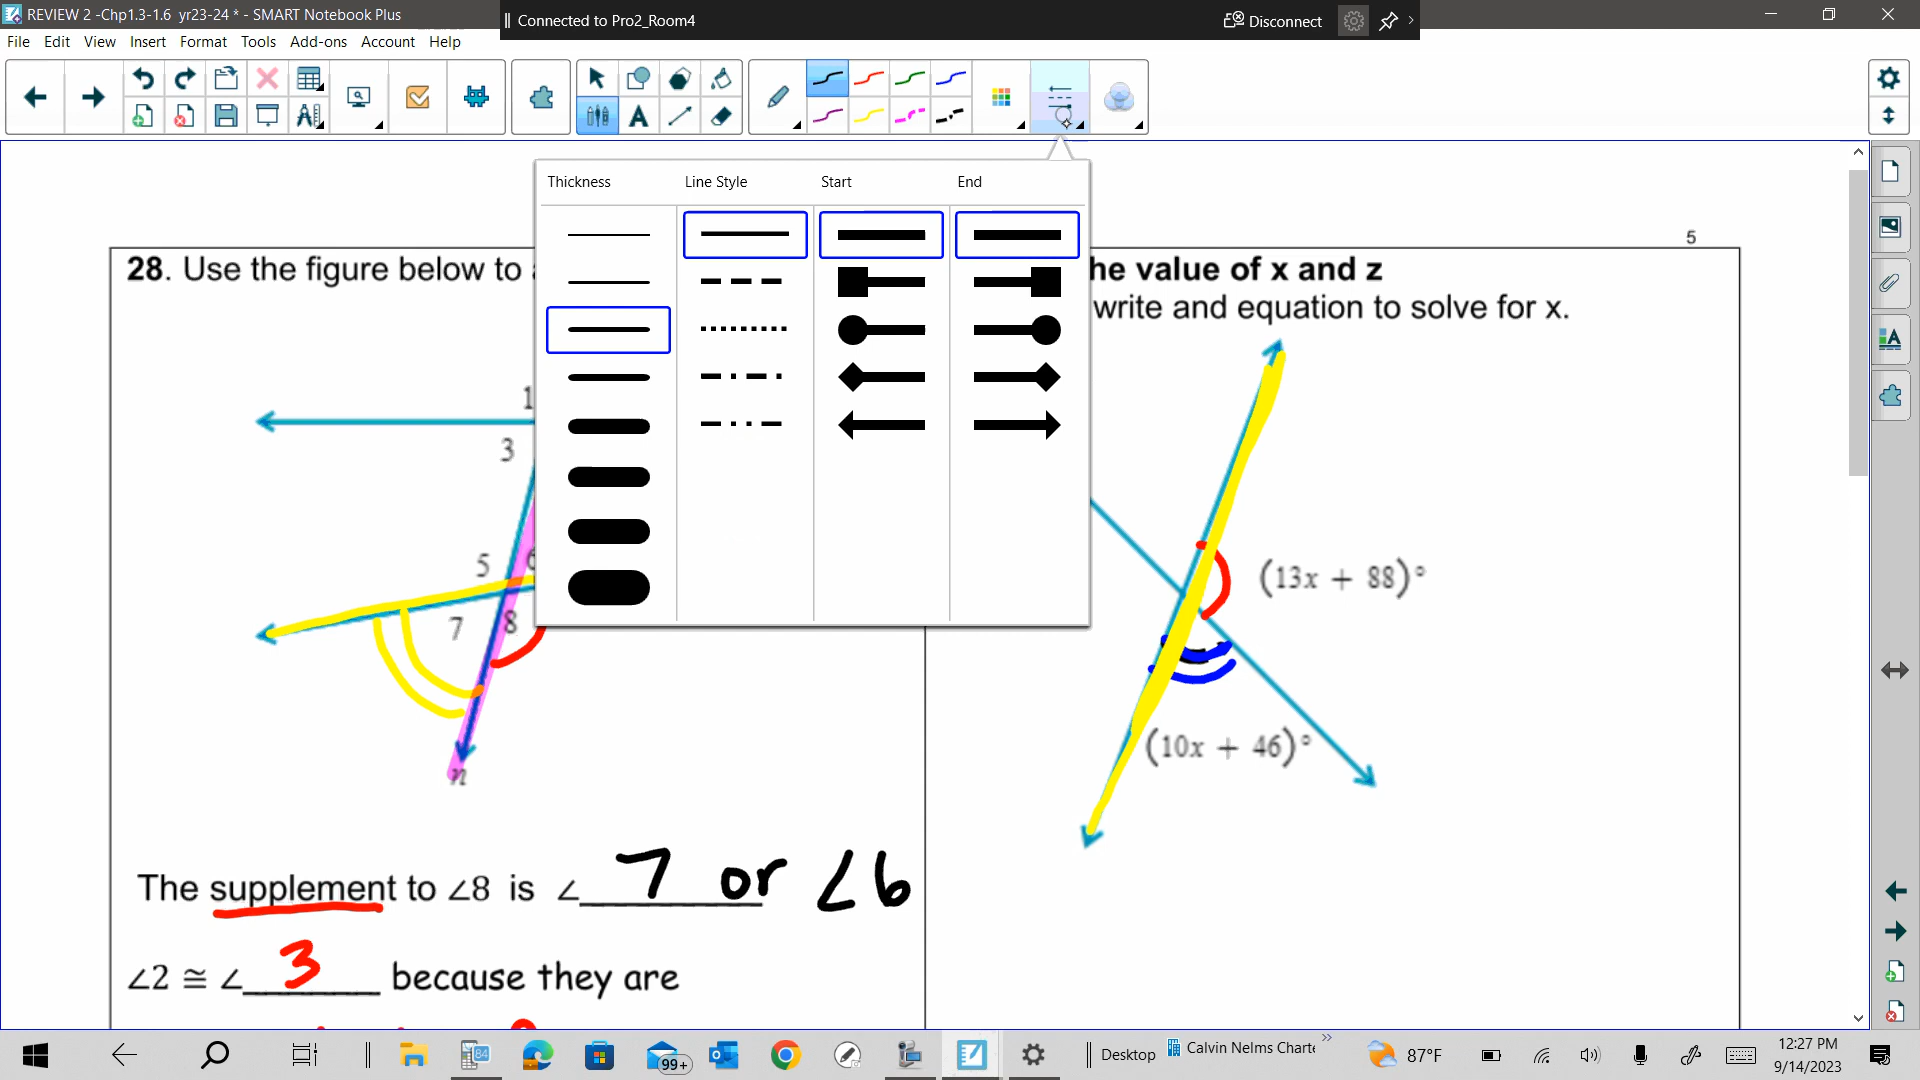 REVIEW 2 -Chp1.3-1.6  yr23-24 * - SMART Notebook Plus
Connected to Pro2_Room4
Disconnect
File Edit View Insert Format Tools Add-ons Account Help
Thickness Line Style Start End
5
28. Use the figure below to
he value of x and z
write and equation to solve for x.
1
3
5
7
8
n
(13x + 88)°
(10x + 46)°
The supplement to ∠8 is ∠ 7 or ∠6
∠2 ≅ ∠ 3 because they are
84
99+
Desktop
Calvin Nelms Charte
87°F
12:27 PM
9/14/2023